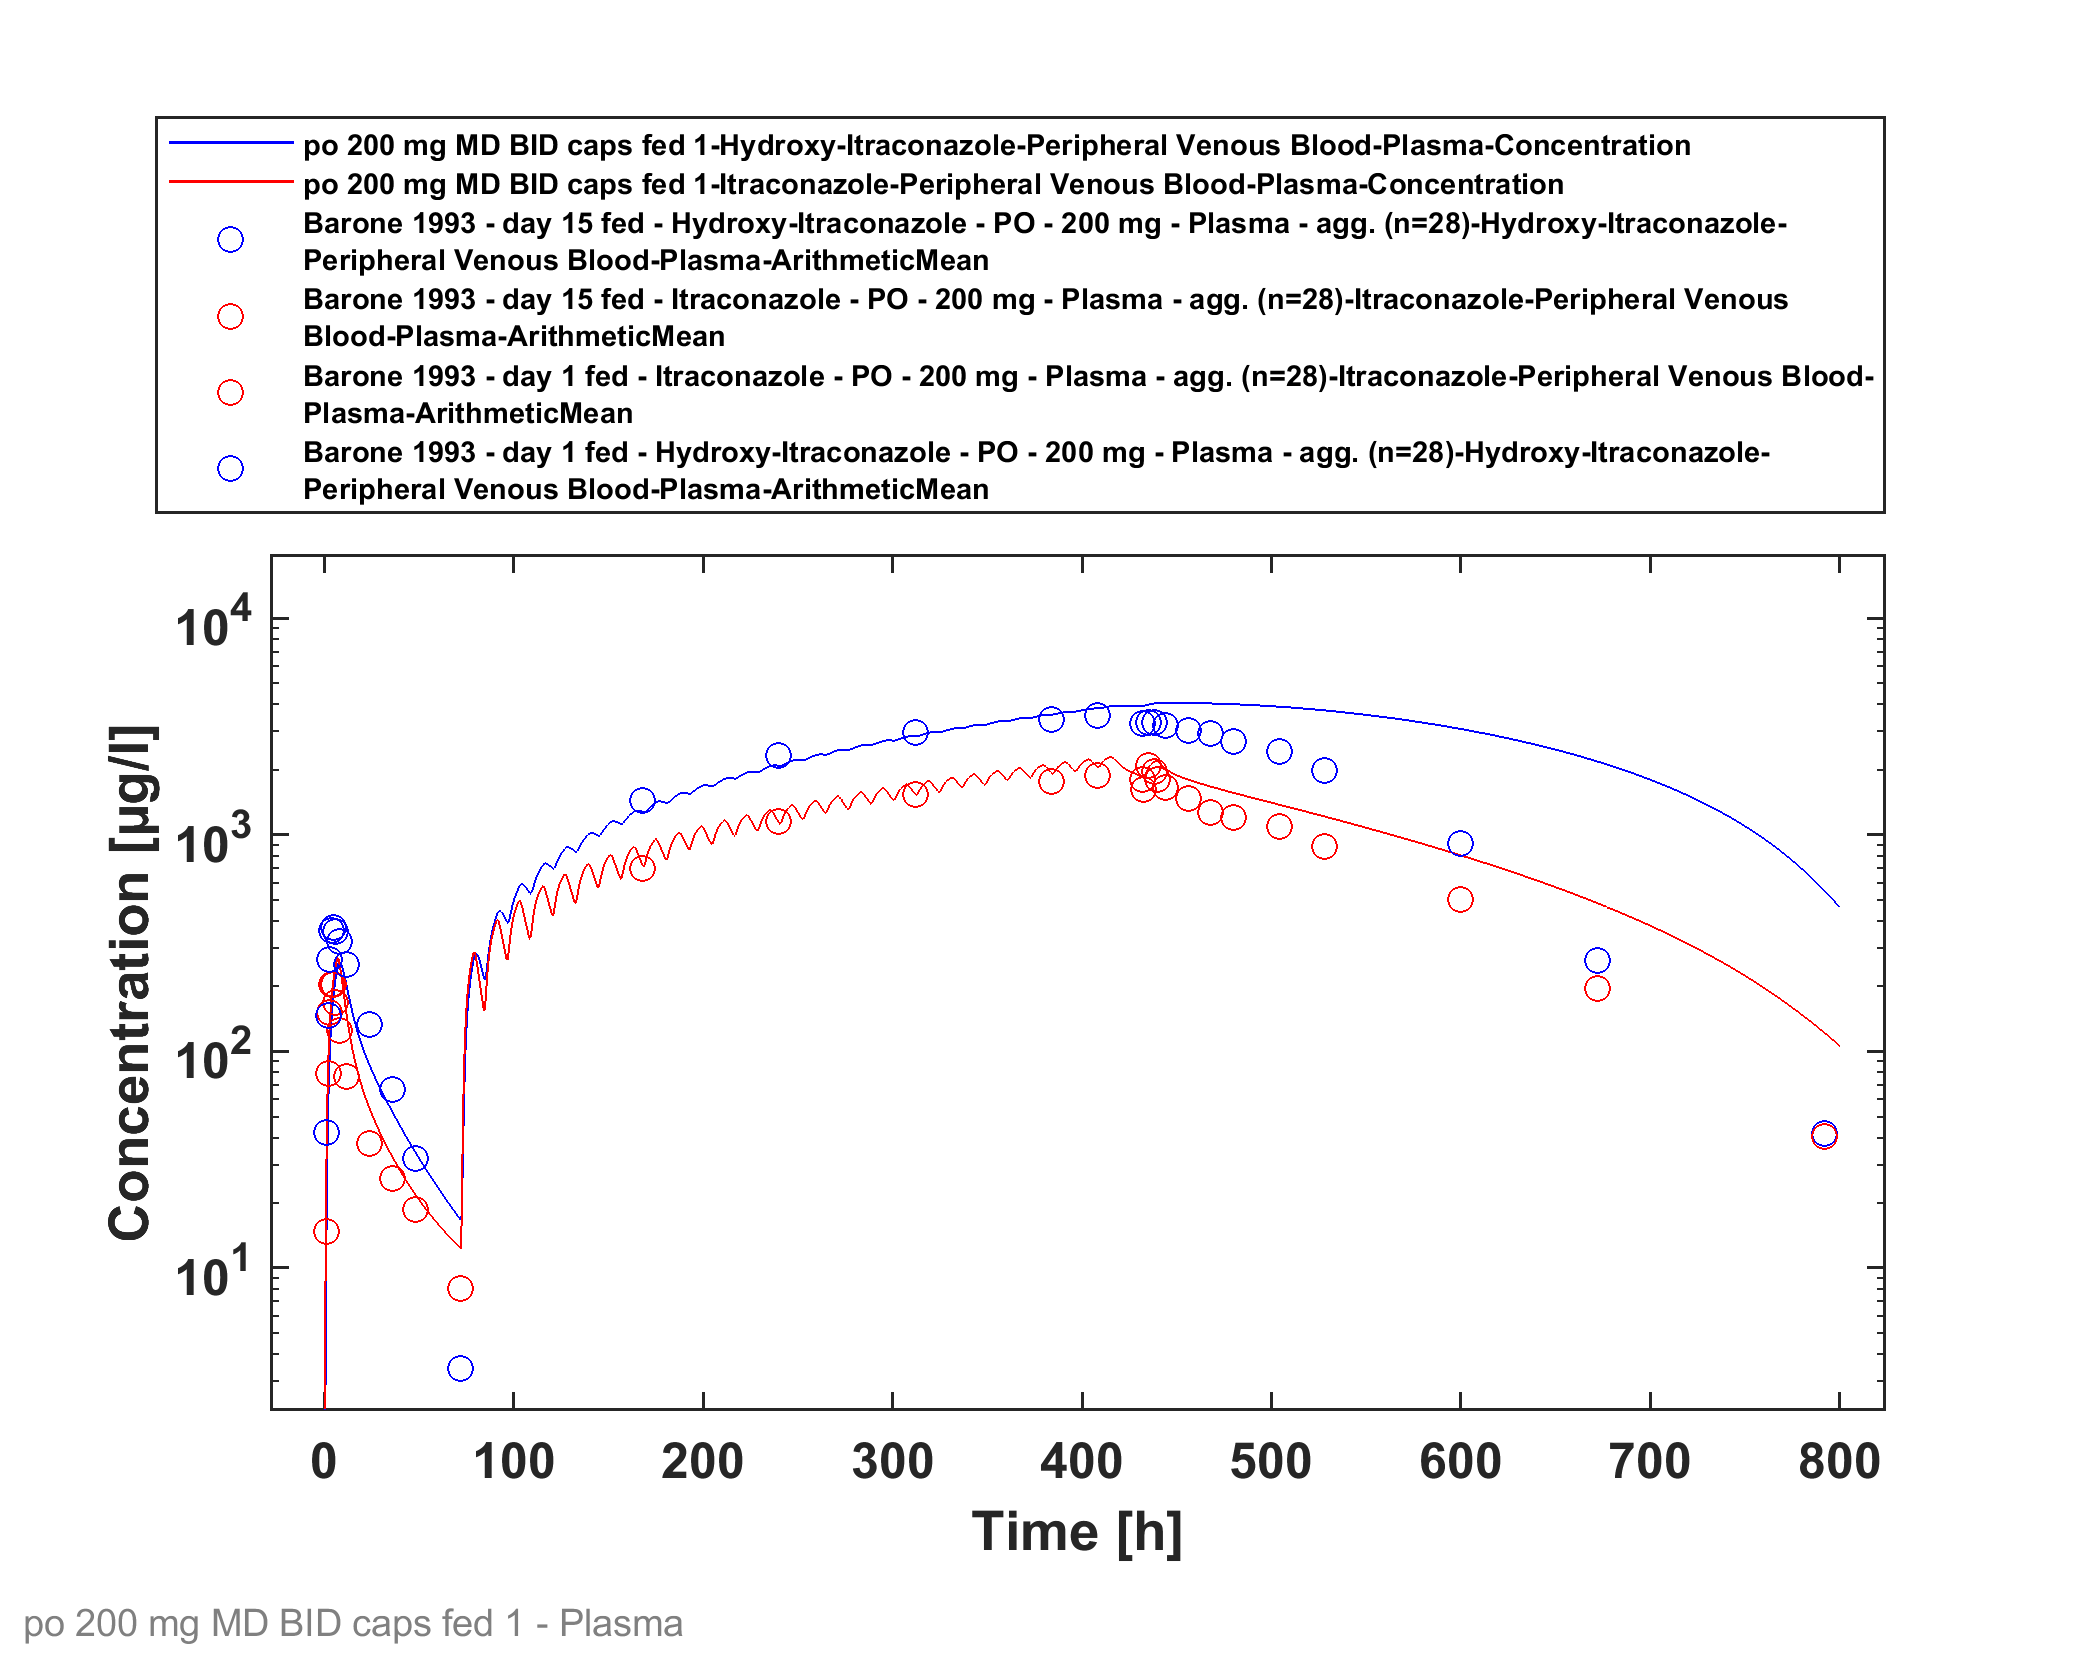 po 200 mg MD BID caps fed 1-Hydroxy-Itraconazole-Peripheral Venous Blood-Plasma-Concentration
po 200 mg MD BID caps fed 1-Itraconazole-Peripheral Venous Blood-Plasma-Concentration
Barone 1993 - day 15 fed - Hydroxy-Itraconazole - PO - 200 mg - Plasma - agg. (n=28)-Hydroxy-Itraconazole-
Peripheral Venous Blood-Plasma-ArithmeticMean
Barone 1993 - day 15 fed - Itraconazole - PO - 200 mg - Plasma - agg. (n=28)-Itraconazole-Peripheral Venous
Blood-Plasma-ArithmeticMean
Barone 1993 - day 1 fed - Itraconazole - PO - 200 mg - Plasma - agg. (n=28)-Itraconazole-Peripheral Venous Blood-
Plasma-ArithmeticMean
Barone 1993 - day 1 fed - Hydroxy-Itraconazole - PO - 200 mg - Plasma - agg. (n=28)-Hydroxy-Itraconazole-
Peripheral Venous Blood-Plasma-ArithmeticMean
10^4
10^3
10^2
10^1
Concentration [µg/l]
0 100 200 300 400 500 600 700 800
Time [h]
po 200 mg MD BID caps fed 1 - Plasma